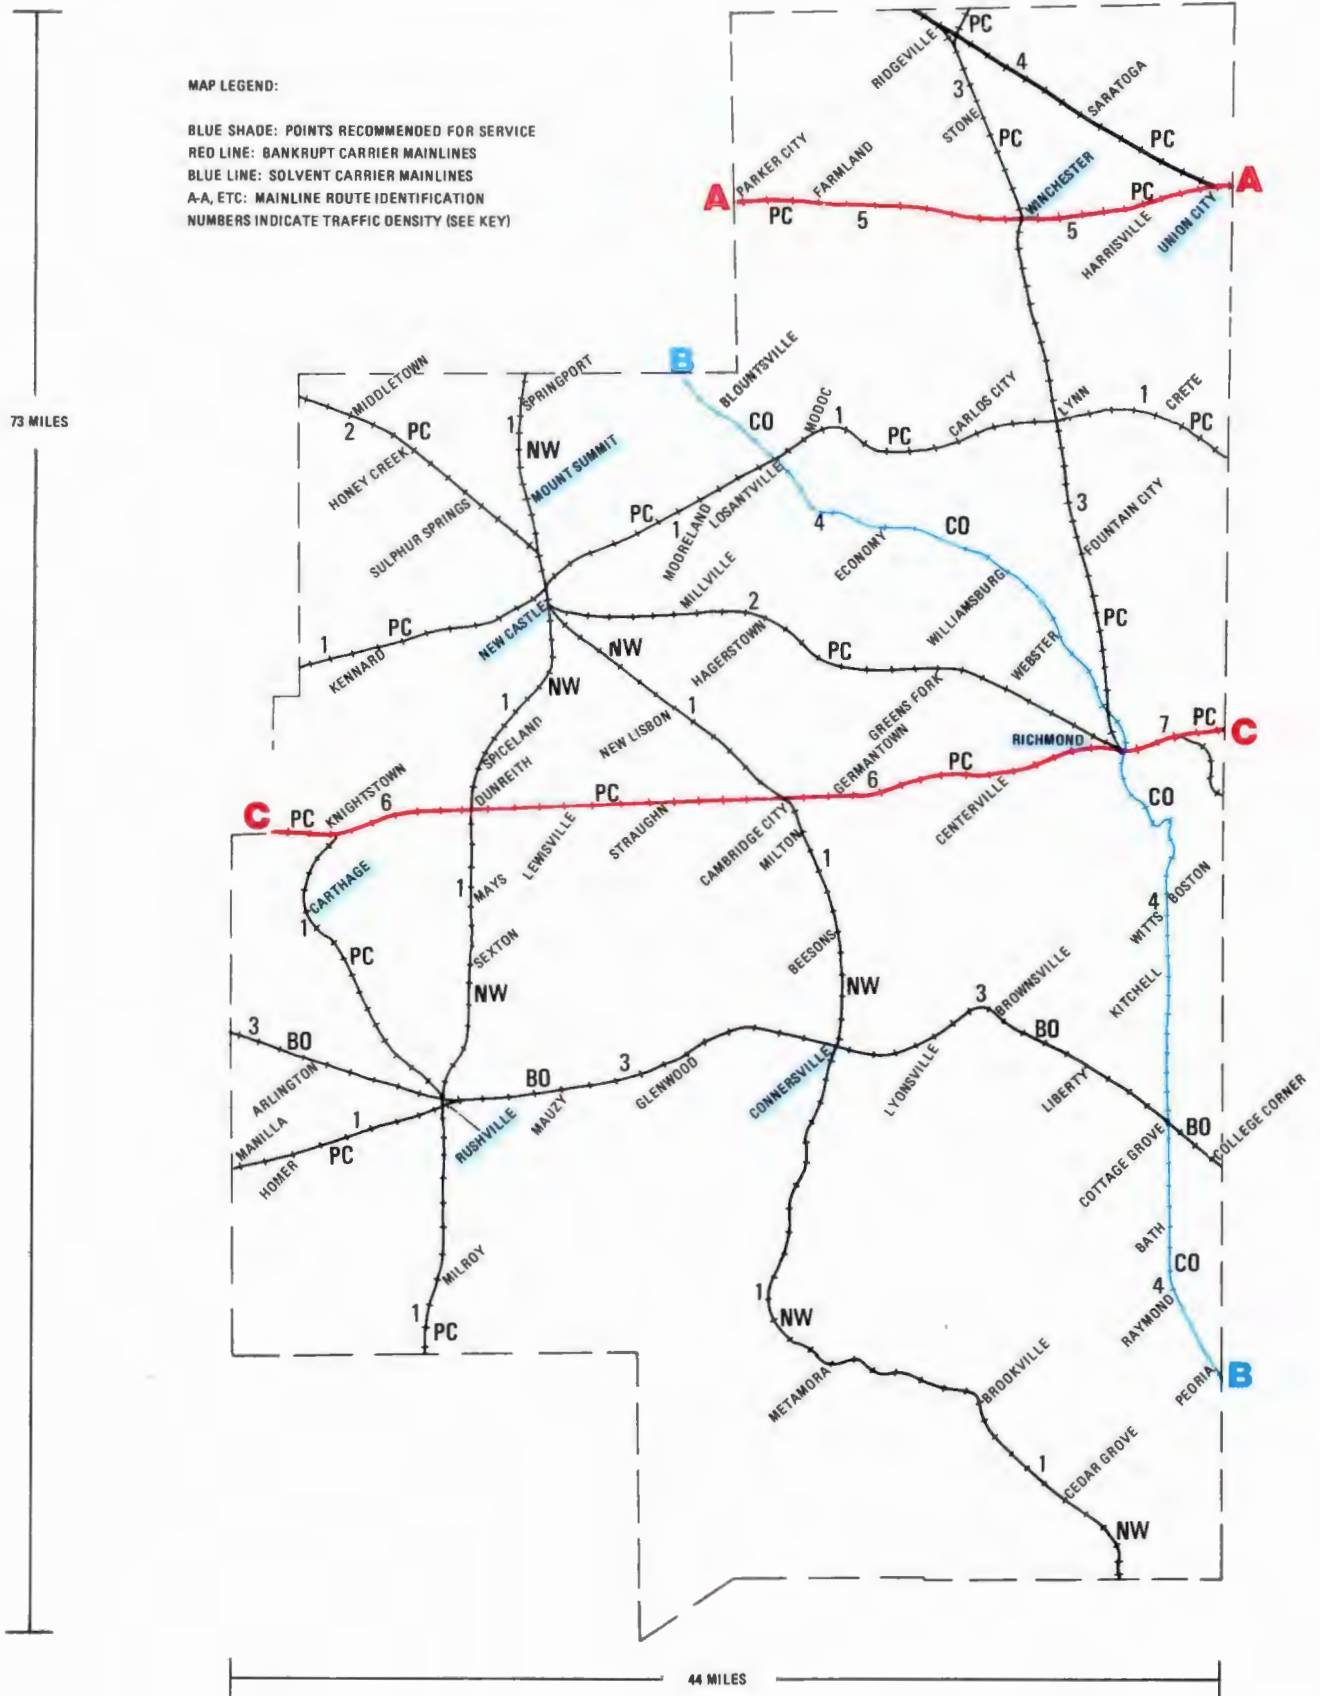 MAP LEGEND:
BLUE SHADE: POINTS RECOMMENDED FOR SERVICE
RED LINE: BANKRUPT CARRIER MAINLINES
BLUE LINE: SOLVENT CARRIER MAINLINES
A-A, ETC: MAINLINE ROUTE IDENTIFICATION
NUMBERS INDICATE TRAFFIC DENSITY (SEE KEY)
PC
RIDGEVILLE
4
3
SARATOGA
STONE
PC
PC
PARKER CITY
FARMLAND
WINCHESTER
A
PC
5
5
PC
A
HARRISVILLE
UNION CITY
B
BLOUNTSVILLE
MIDDLETOWN
SPRINGPORT
73 MILES
2
PC
1
NW
CO
MODOC
1
PC
CARLOS CITY
LYNN
1
CRETE
PC
HONEY CREEK
MOUNT SUMMIT
SULPHUR SPRINGS
PC
1
MOORELAND
LOSANTVILLE
4
ECONOMY
CO
3
FOUNTAIN CITY
MILLVILLE
2
WILLIAMSBURG
PC
1
PC
KENNARD
NEW CASTLE
NW
HAGERSTOWN
PC
WEBSTER
NW
1
1
NEW LISBON
GREENS FORK
GERMANTOWN
RICHMOND
7
PC
C
SPICELAND
DUNREITH
KNIGHTSTOWN
C
PC
6
PC
6
PC
CO
LEWISVILLE
STRAUGHN
CAMBRIDGE CITY
MILTON
CENTERVILLE
CARTHAGE
1
1
MAYS
1
4
BOSTON
WITTS
PC
SEXTON
BEESONS
KITCHELL
NW
NW
3
BROWNSVILLE
3
BO
BO
ARLINGTON
BO
3
GLENWOOD
MAUZY
CONNERSVILLE
LYONSVILLE
LIBERTY
MANILLA
1
PC
HOMER
RUSHVILLE
BO
COLLEGE CORNER
COTTAGE GROVE
BATH
MILROY
CO
4
1
PC
1
NW
RAYMOND
PEORIA
B
METAMORA
BROOKVILLE
1
CEDAR GROVE
NW
44 MILES